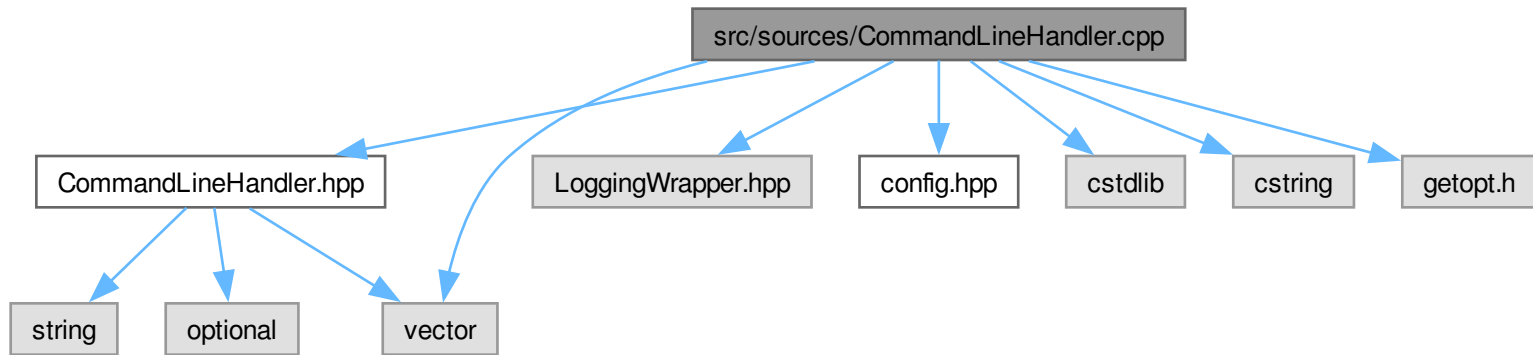 src/sources/CommandLineHandler.cpp
CommandLineHandler.hpp
LoggingWrapper.hpp
config.hpp
cstdlib
cstring
getopt.h
string
optional
vector